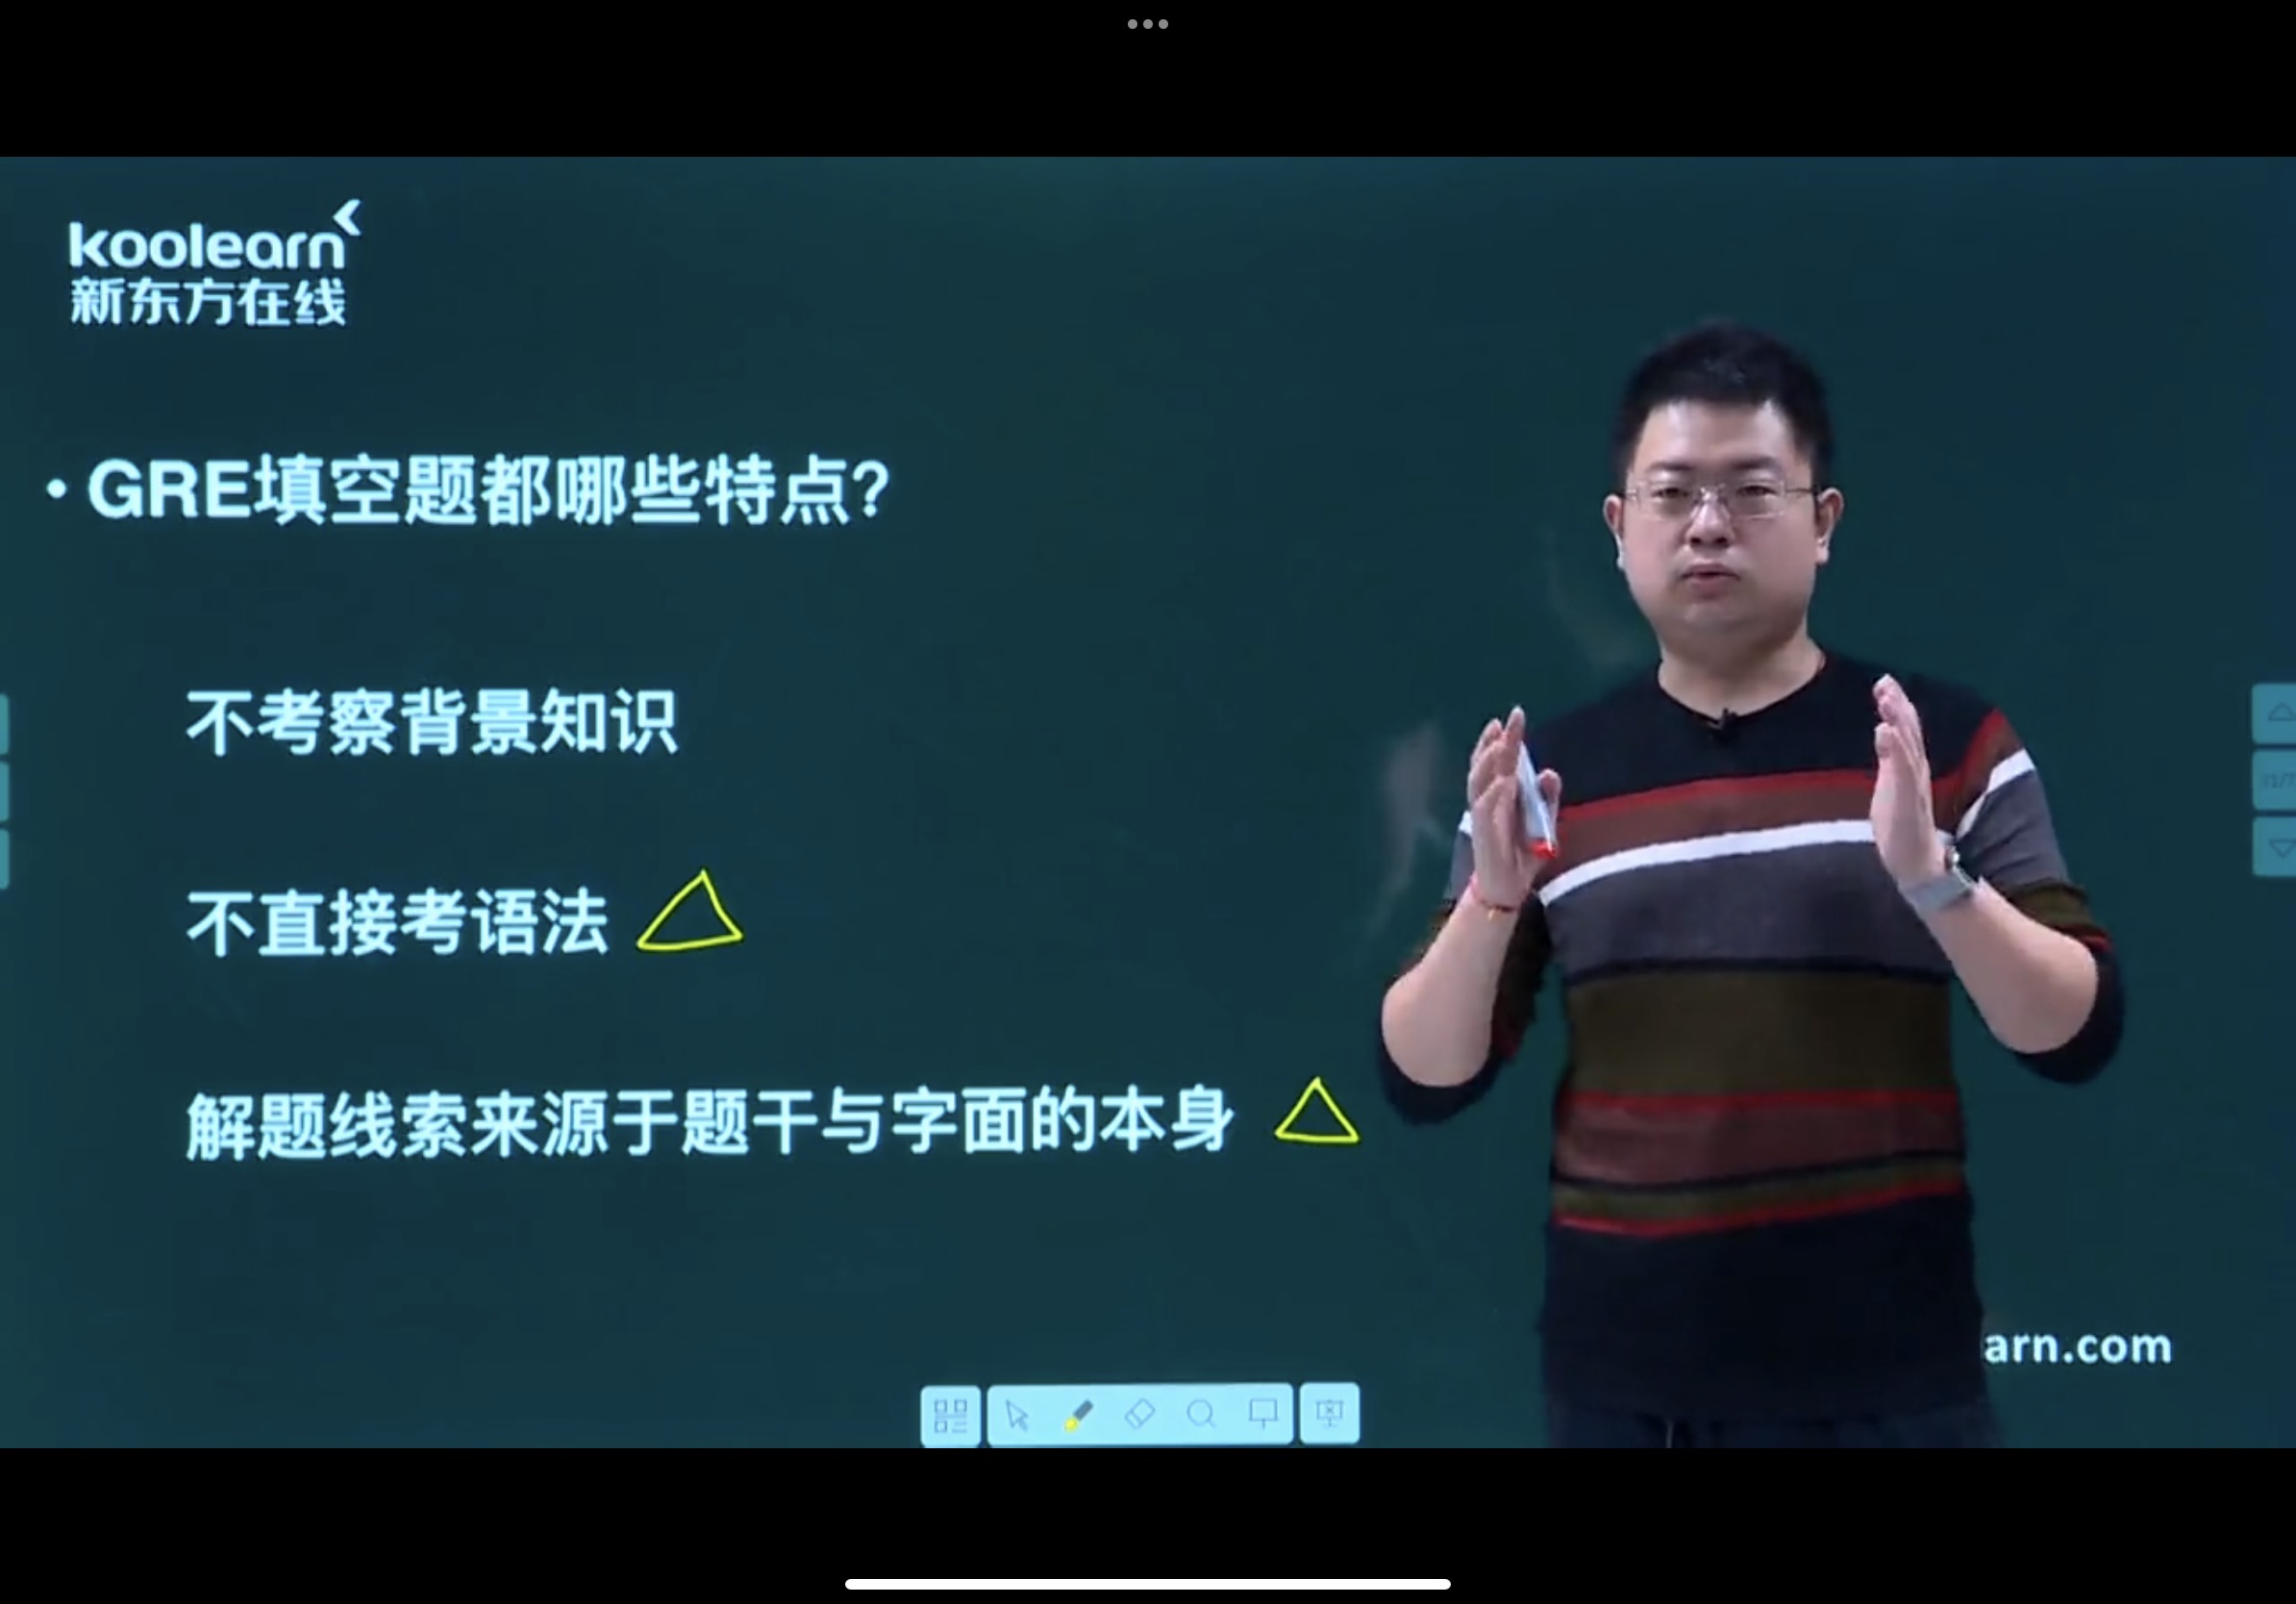 koolearn
新东方在线
• GRE填空题都哪些特点?
不考察背景知识
不直接考语法
解题线索来源于题干与字面的本身
arn.com